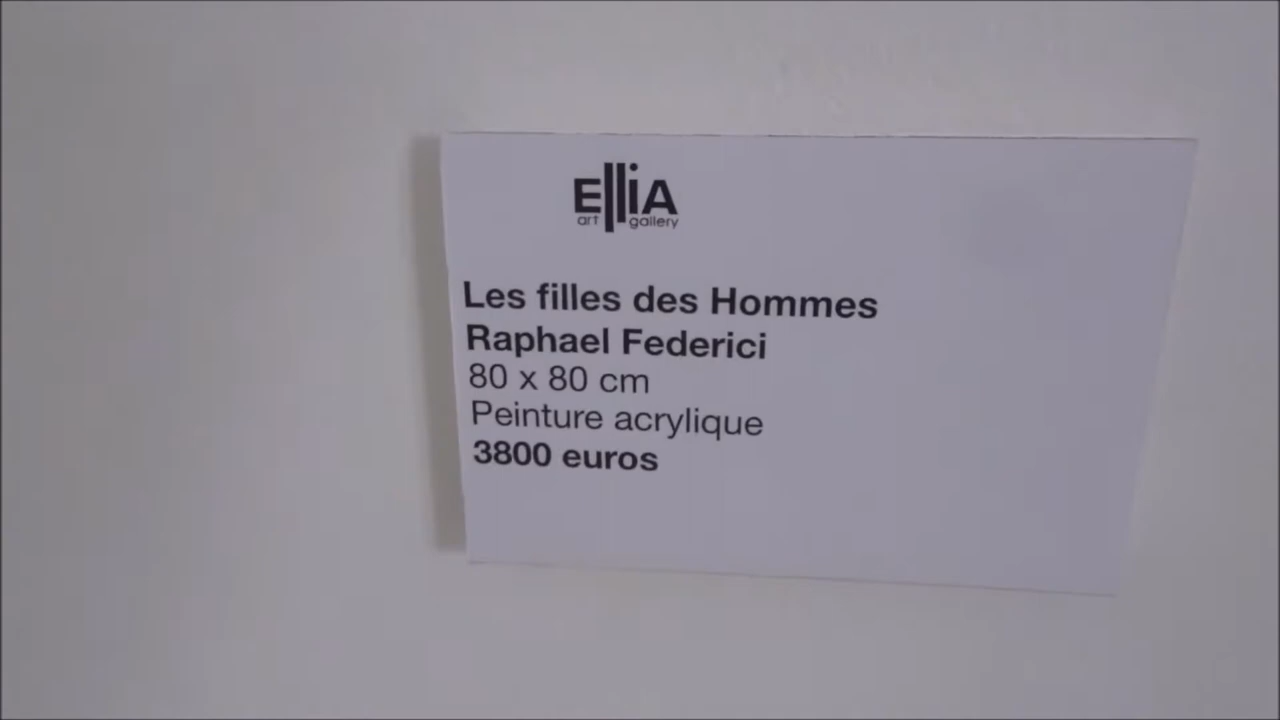 ElliA
art gallery
Les filles des Hommes
Raphael Federici
80 x 80 cm
Peinture acrylique
3800 euros